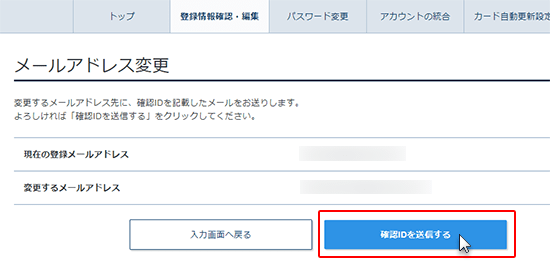 トップ 登録情報確認・編集 パスワード変更 アカウントの統合 カード自動更新設定
メールアドレス変更
変更するメールアドレス先に、確認IDを記載したメールをお送りします。
よろしければ「確認IDを送信する」をクリックしてください。
現在の登録メールアドレス
変更するメールアドレス
入力画面へ戻る 確認IDを送信する